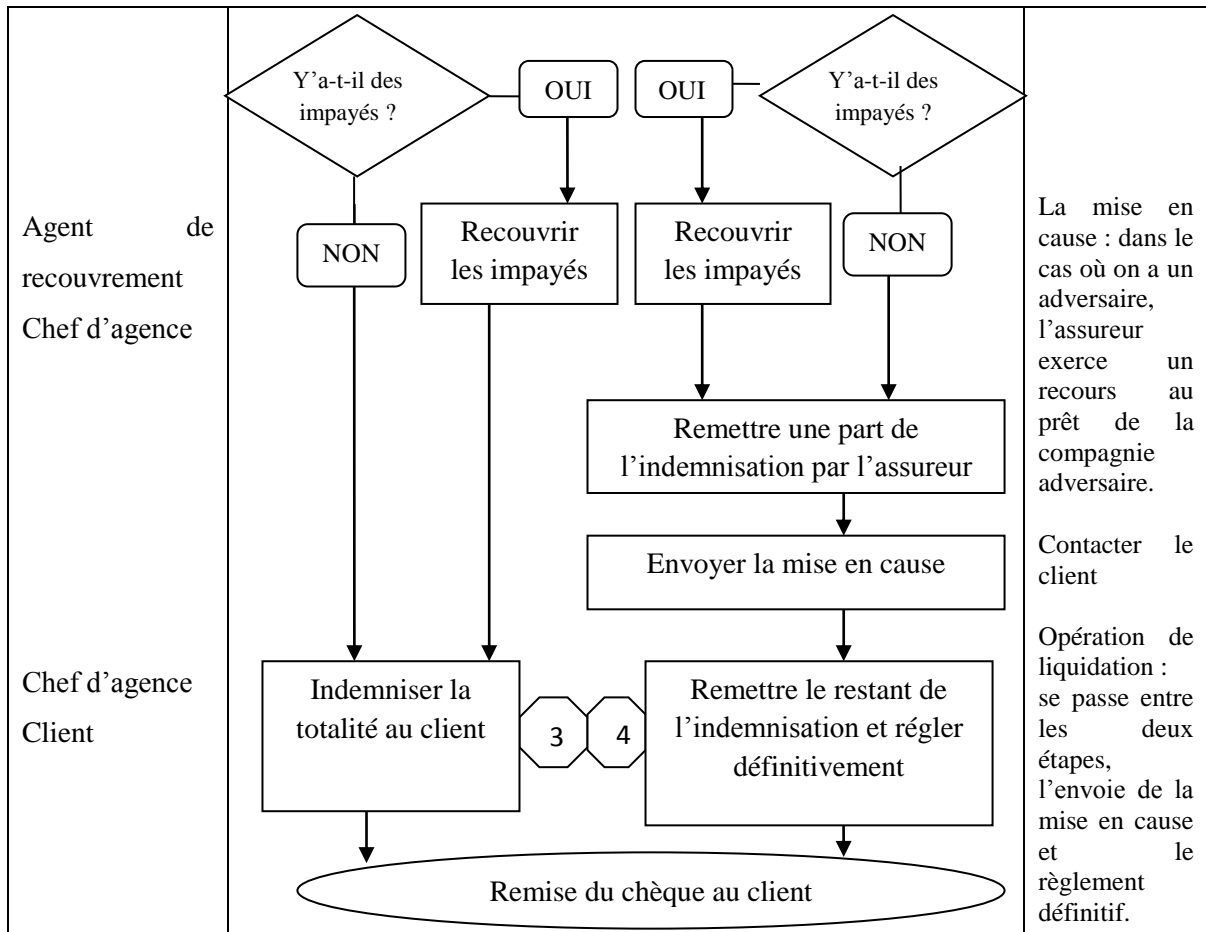 Agent de
recouvrement
Chef d’agence
Chef d’agence
Client
Y’a-t-il des
impayés ?
OUI
OUI
Y’a-t-il des
impayés ?
NON
Recouvrir
les impayés
Recouvrir
les impayés
NON
Remettre une part de
l’indemnisation par l’assureur
Envoyer la mise en cause
Indemniser la
totalité au client
3
4
Remettre le restant de
l’indemnisation et régler
définitivement
Remise du chèque au client
La mise en
cause : dans le
cas où on a un
adversaire,
l’assureur
exerce un
recours au
prêt de la
compagnie
adversaire.
Contacter le
client
Opération de
liquidation :
se passe entre
les deux
étapes,
l’envoie de la
mise en cause
et le
règlement
définitif.